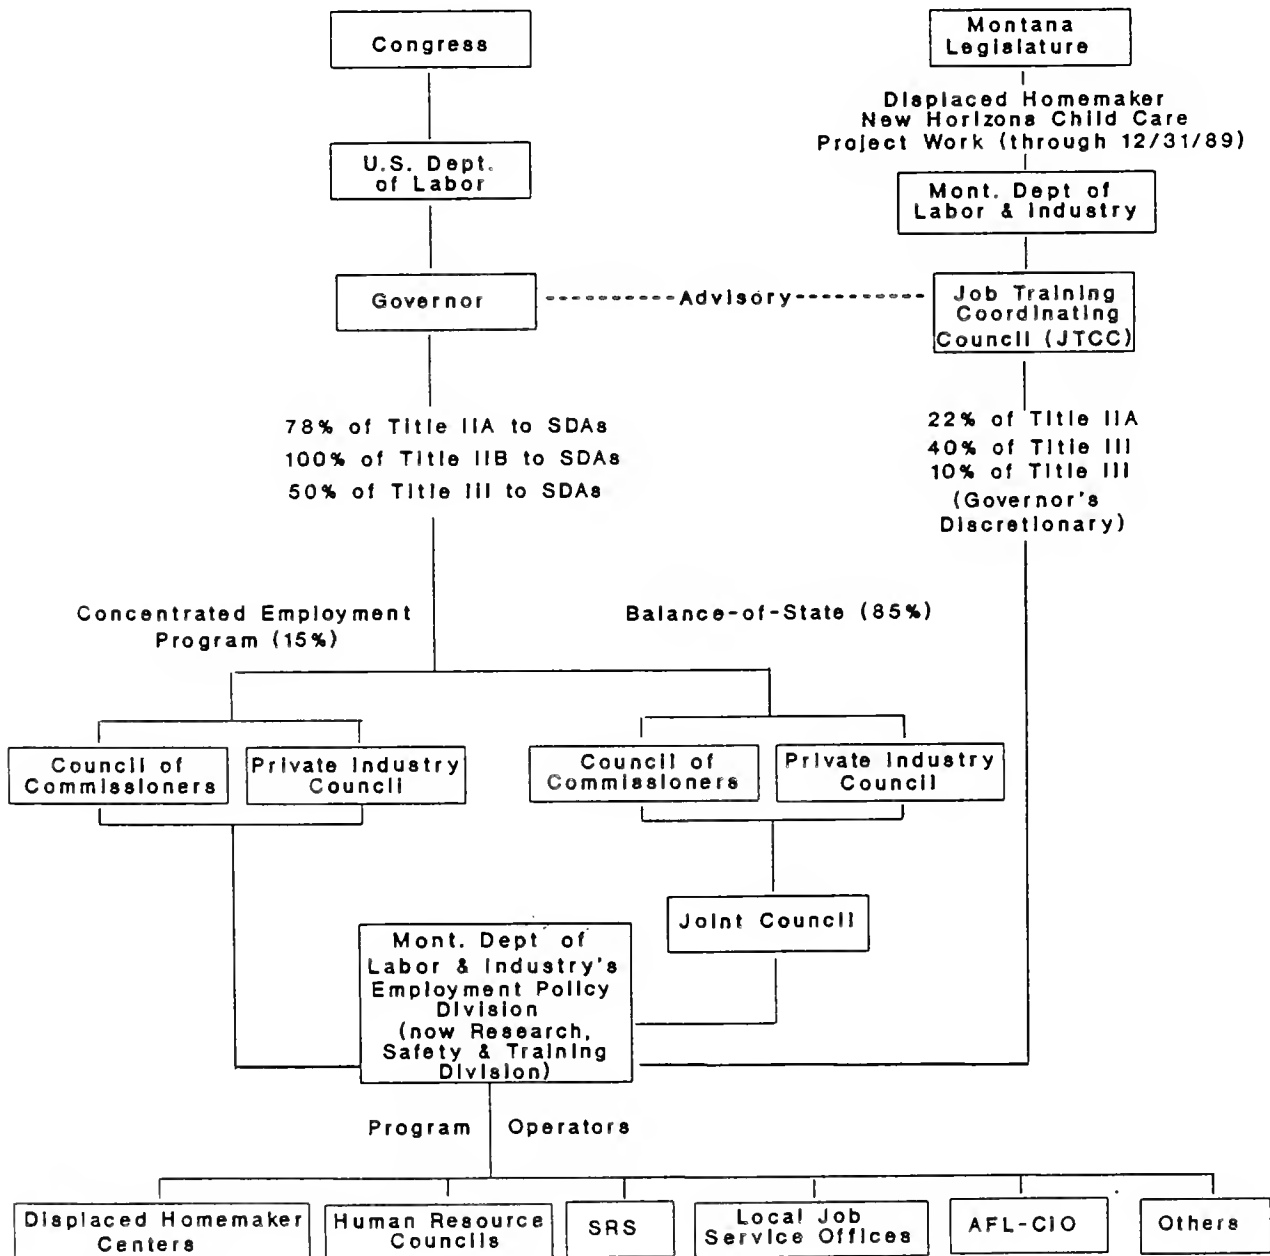 Congress
Montana
Legislature
Displaced Homemaker
New Horizons Child Care
Project Work (through 12/31/89)
U.S. Dept.
of Labor
Mont. Dept of
Labor & Industry
Governor
Advisory
Job Training
Coordinating
Council (JTCC)
78% of Title IIA to SDAs
100% of Title IIB to SDAs
50% of Title III to SDAs
22% of Title IIA
40% of Title III
10% of Title III
(Governor's
Discretionary)
Concentrated Employment
Program (15%)
Balance-of-State (85%)
Council of
Commissioners
Private Industry
Council
Council of
Commissioners
Private Industry
Council
Joint Council
Mont. Dept of
Labor & Industry's
Employment Policy
Division
(now Research,
Safety & Training
Division)
Program Operators
Displaced Homemaker
Centers
Human Resource
Councils
SRS
Local Job
Service Offices
AFL-CIO
Others